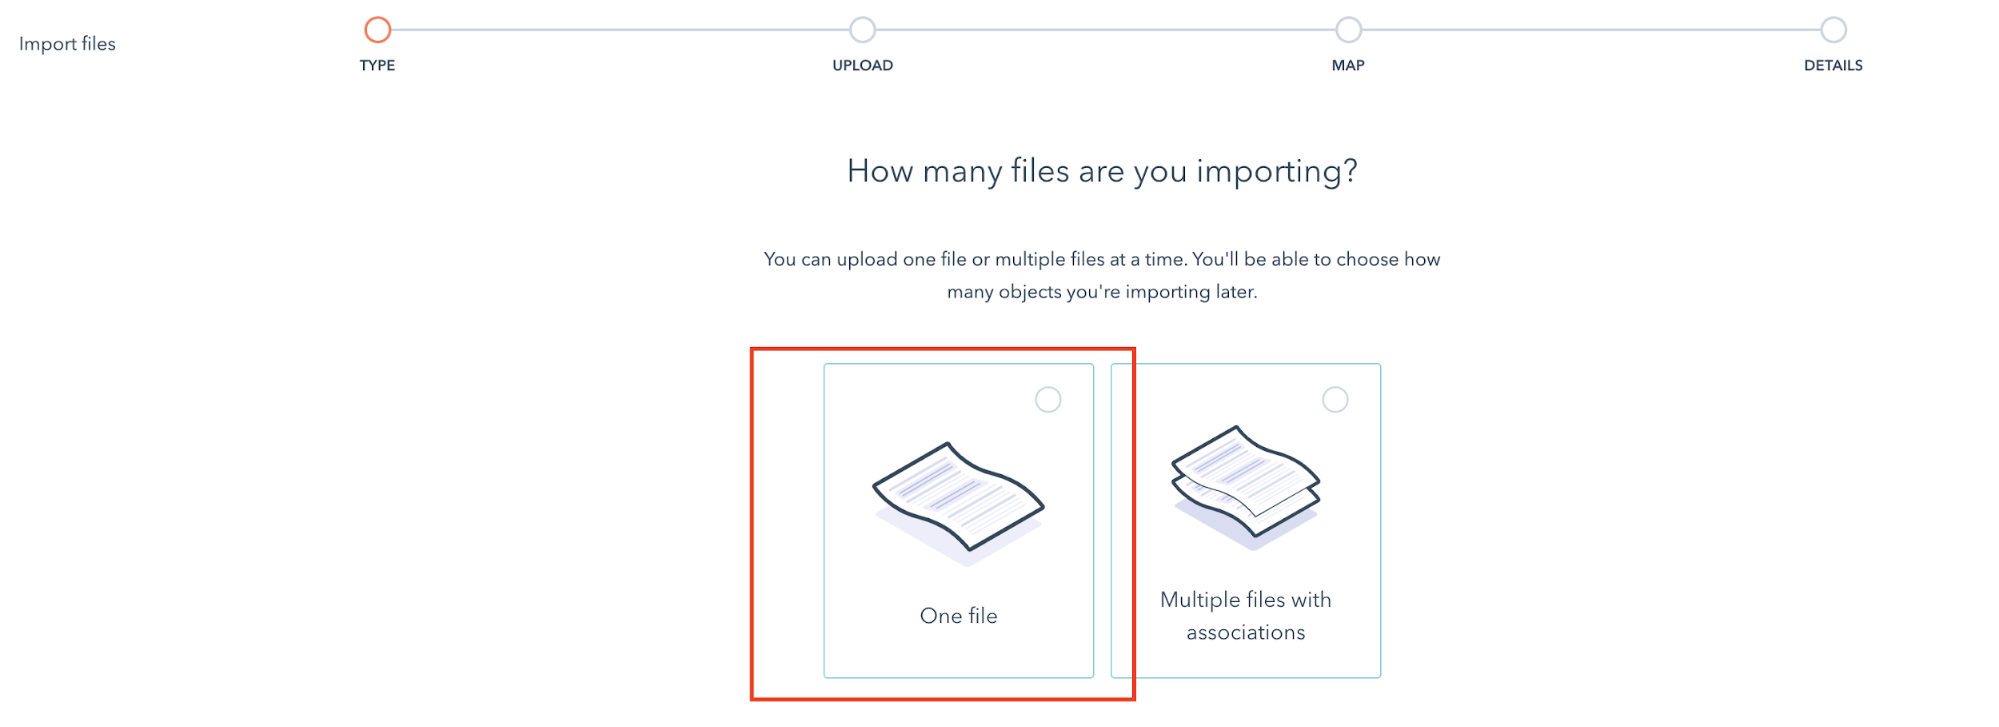 Import files
TYPE
UPLOAD
MAP
DETAILS
How many files are you importing?
You can upload one file or multiple files at a time. You'll be able to choose how
many objects you're importing later.
One file
Multiple files with
associations